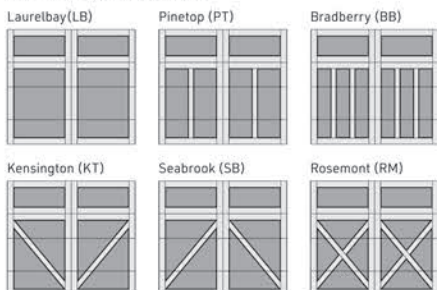 Laurelbay(LB)
Pinetop (PT)
Bradberry (BB)
Kensington (KT)
Seabrook (SB)
Rosemont (RM)